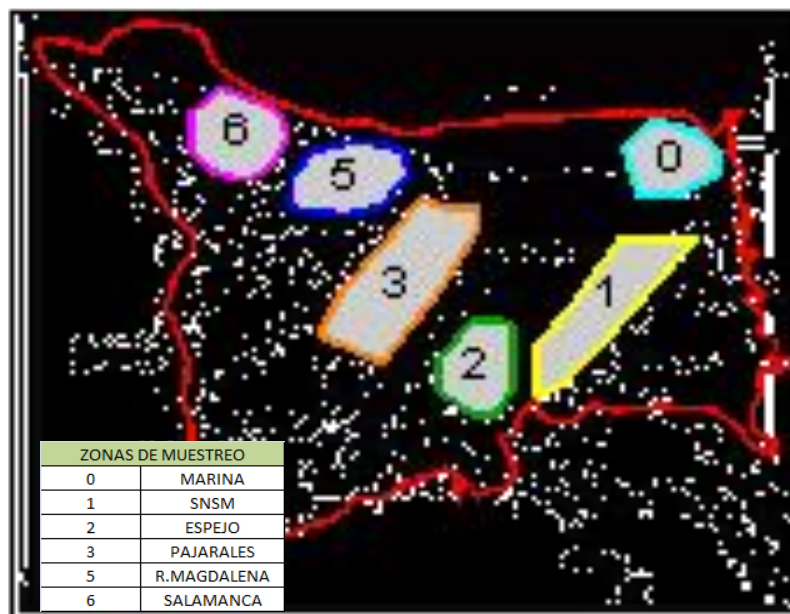 6
5
0
3
1
2
ZONAS DE MUESTREO
0 MARINA
1 SNSM
2 ESPEJO
3 PAJARALES
5 R.MAGDALENA
6 SALAMANCA